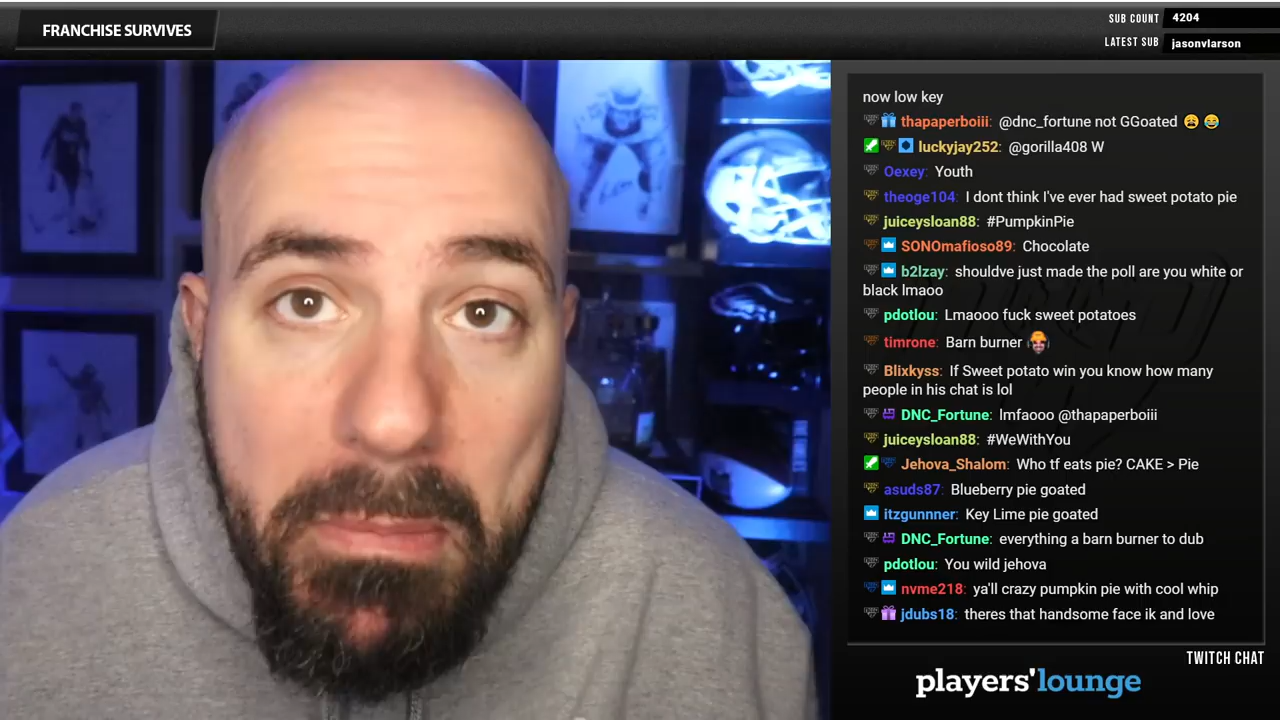 FRANCHISE SURVIVES
SUB COUNT 4204
LATEST SUB jasonvlarson
now low key
thapaperboiii: @dnc_fortune not GGoated 😩 😂
luckyjay252: @gorilla408 W
Oexey: Youth
theoge104: I dont think I've ever had sweet potato pie
juiceysloan88: #PumpkinPie
SONOmafioso89: Chocolate
b2lzay: shouldve just made the poll are you white or
black lmaoo
pdotlou: Lmaooo fuck sweet potatoes
timrone: Barn burner
Blixkyss: If Sweet potato win you know how many
people in his chat is lol
DNC_Fortune: lmfaooo @thapaperboiii
juiceysloan88: #WeWithYou
Jehova_Shalom: Who tf eats pie? CAKE > Pie
asuds87: Blueberry pie goated
itzgunnner: Key Lime pie goated
DNC_Fortune: everything a barn burner to dub
pdotlou: You wild jehova
nvme218: ya'll crazy pumpkin pie with cool whip
jdubs18: theres that handsome face ik and love
TWITCH CHAT
players'lounge